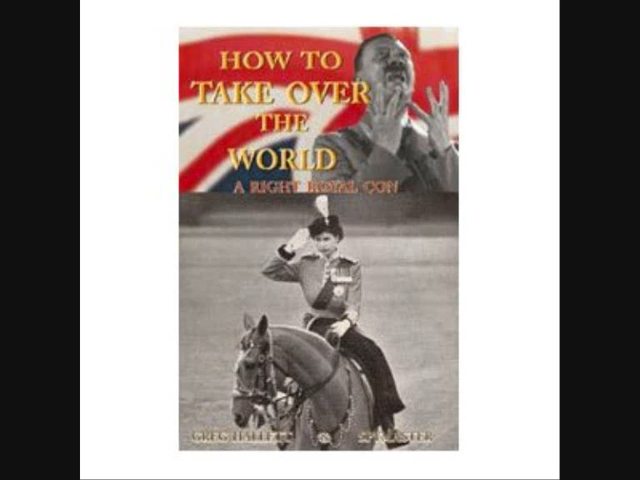 HOW TO
TAKE OVER
THE
WORLD
A RIGHT ROYAL CON
GREG HALLETT & SPYMASTER